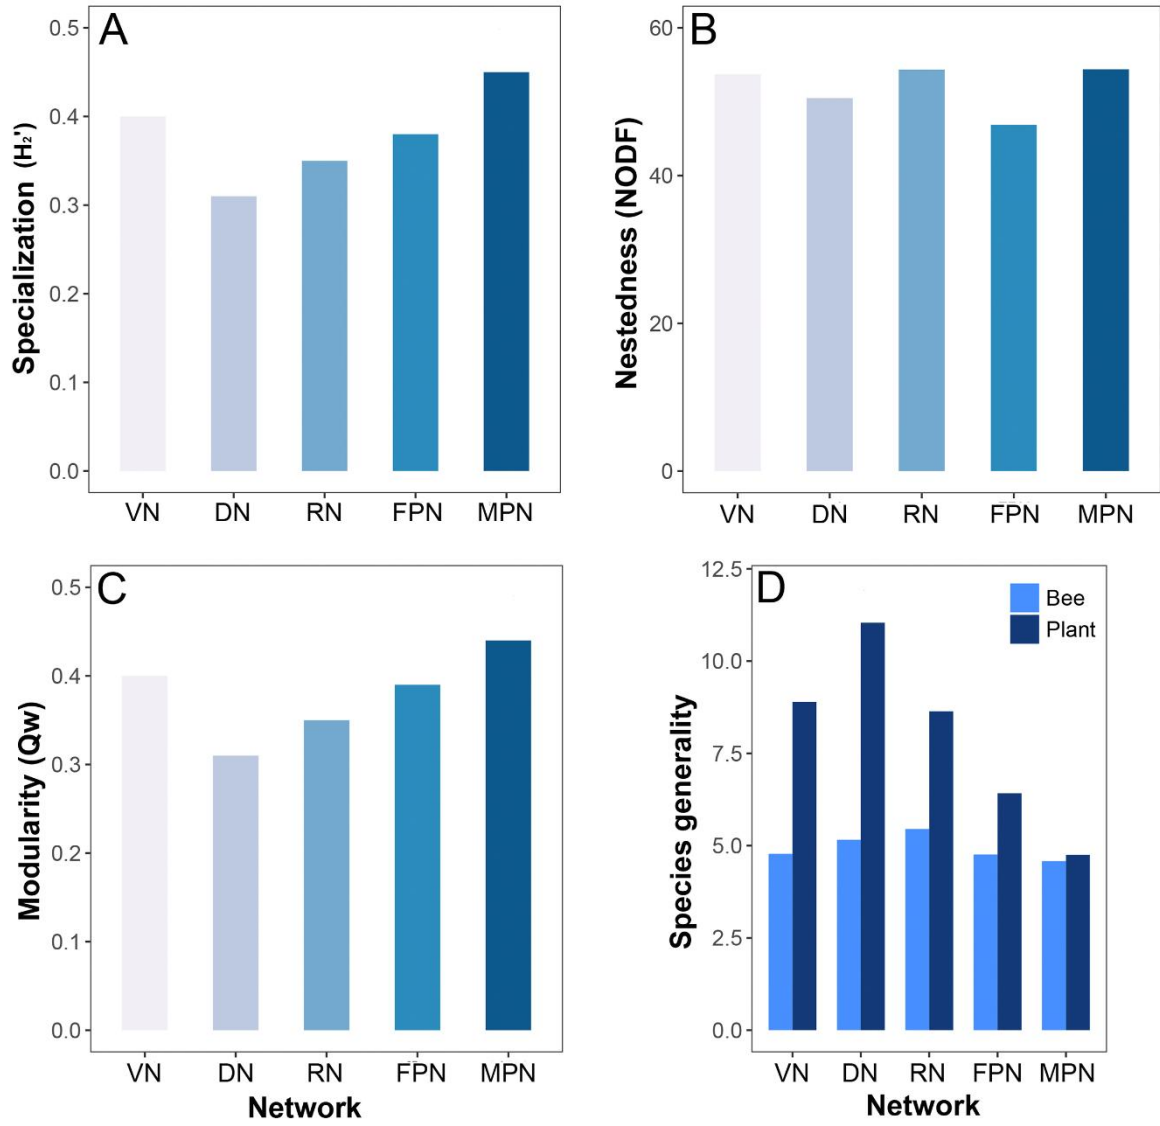 A
Specialization (H₂')
0.5
0.4
0.3
0.2
0.1
0.0
VN DN RN FPN MPN
B
Nestedness (NODF)
60
40
20
0
VN DN RN FPN MPN
C
Modularity (Qw)
0.5
0.4
0.3
0.2
0.1
0.0
VN DN RN FPN MPN
Network
D
Species generality
12.5
10.0
7.5
5.0
2.5
0.0
Bee
Plant
VN DN RN FPN MPN
Network